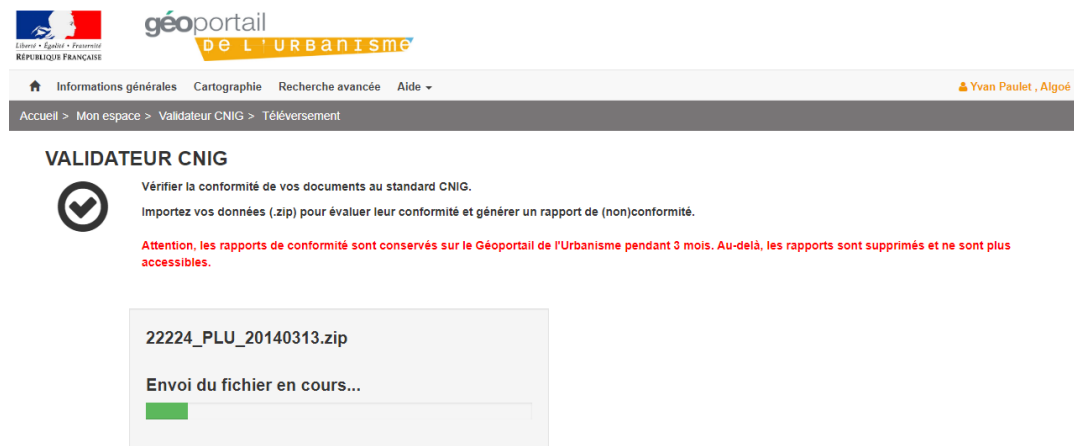 géoportail
DE L'URBANISME
Liberté • Égalité • Fraternité
RÉPUBLIQUE FRANÇAISE
Informations générales Cartographie Recherche avancée Aide
Yvan Paulet , Algoé
Accueil > Mon espace > Validateur CNIG > Téléversement
VALIDATEUR CNIG
Vérifier la conformité de vos documents au standard CNIG.
Importez vos données (.zip) pour évaluer leur conformité et générer un rapport de (non)conformité.
Attention, les rapports de conformité sont conservés sur le Géoportail de l'Urbanisme pendant 3 mois. Au-delà, les rapports sont supprimés et ne sont plus
accessibles.
22224_PLU_20140313.zip
Envoi du fichier en cours...